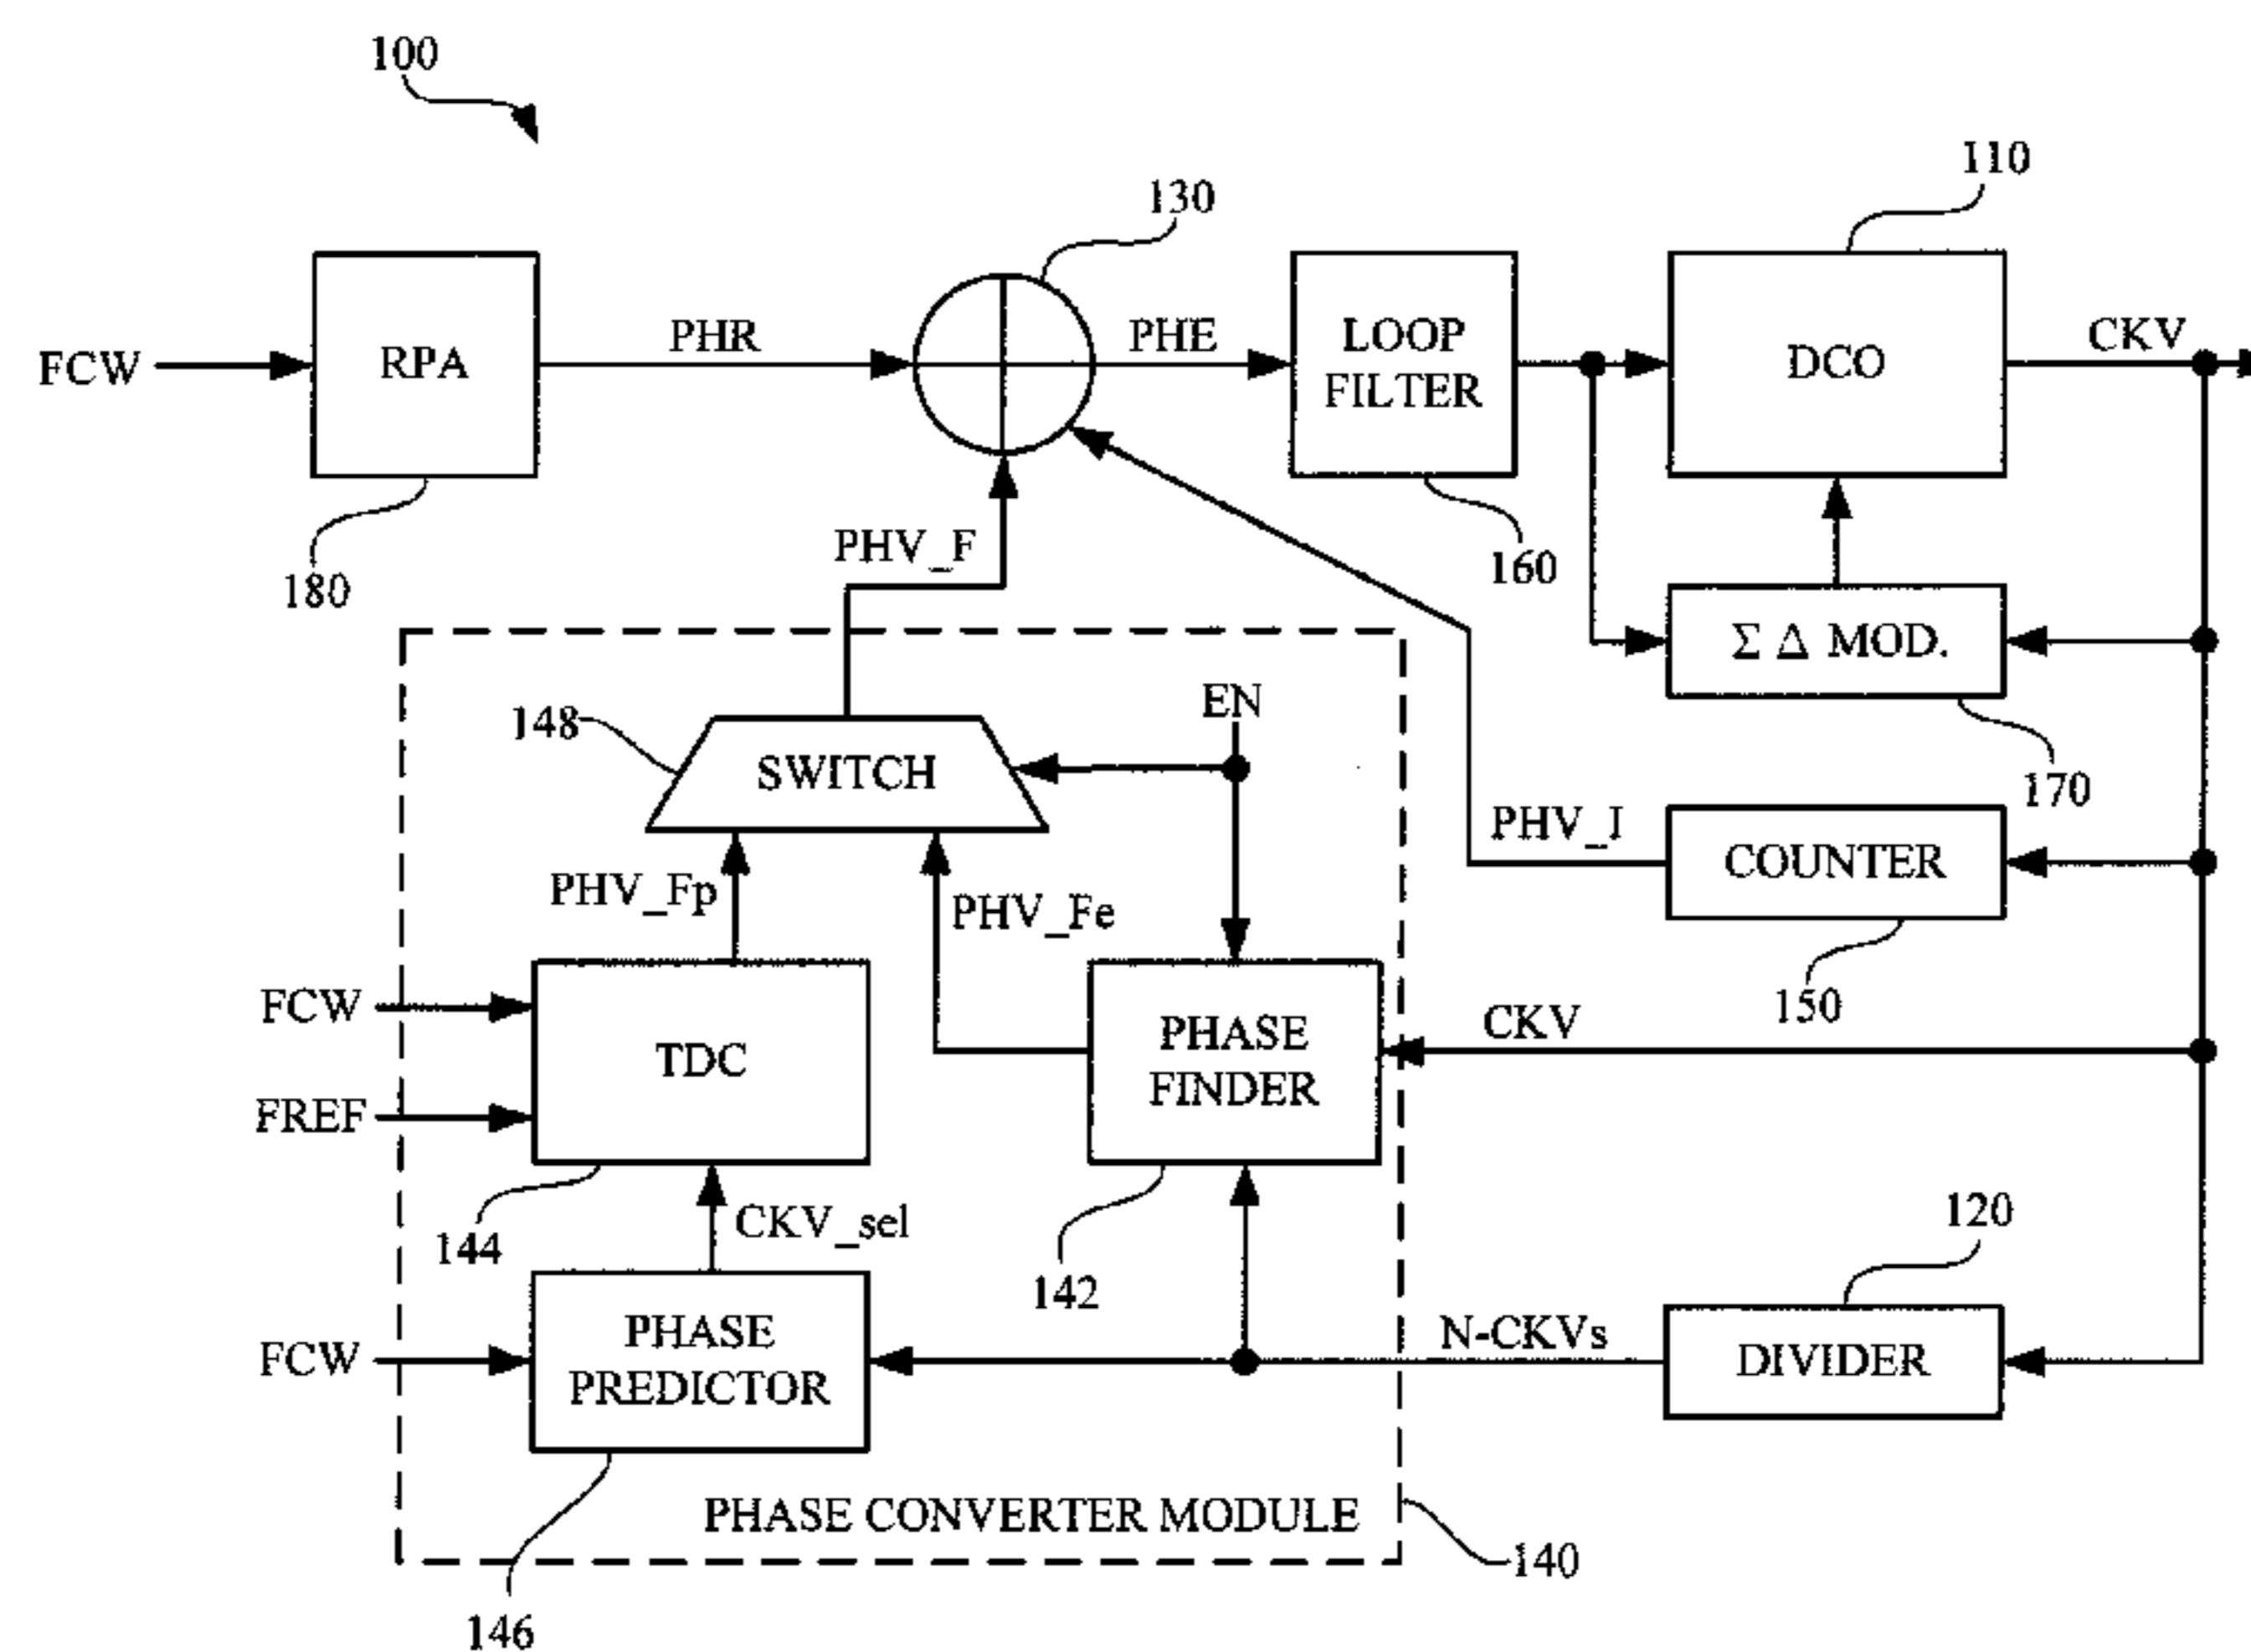 100
110
130
FCW
RPA
PHR
PHE
LOOP
FILTER
DCO
CKV
180
PHV_F
160
Σ Δ MOD.
170
148
SWITCH
EN
PHV_I
COUNTER
150
PHV_Fp
PHV_Fe
FCW
FREF
TDC
PHASE
FINDER
CKV
144
CKV_sel
142
120
FCW
PHASE
PREDICTOR
N-CKVs
DIVIDER
PHASE CONVERTER MODULE
140
146